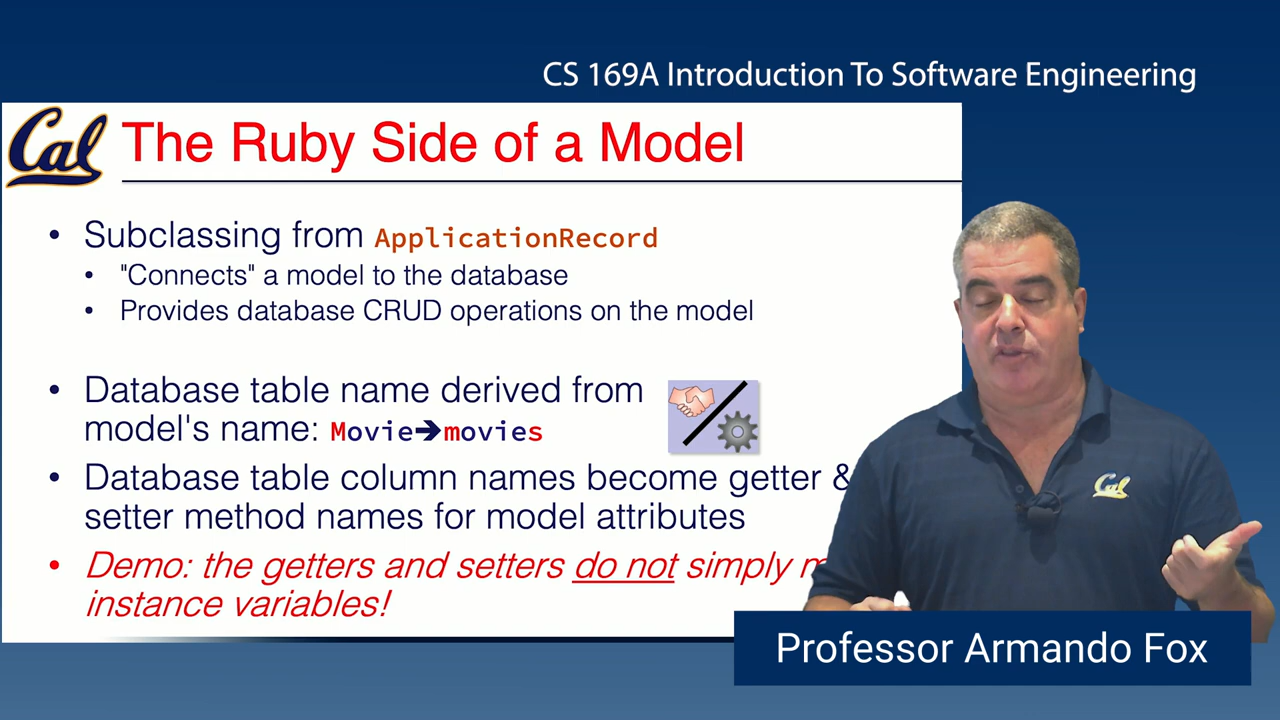 CS 169A Introduction To Software Engineering
Cal
The Ruby Side of a Model
• Subclassing from ApplicationRecord
• "Connects" a model to the database
• Provides database CRUD operations on the model
• Database table name derived from
model's name: Movie➔movies
• Database table column names become getter &
setter method names for model attributes
• Demo: the getters and setters do not simply
instance variables!
Cal
Professor Armando Fox